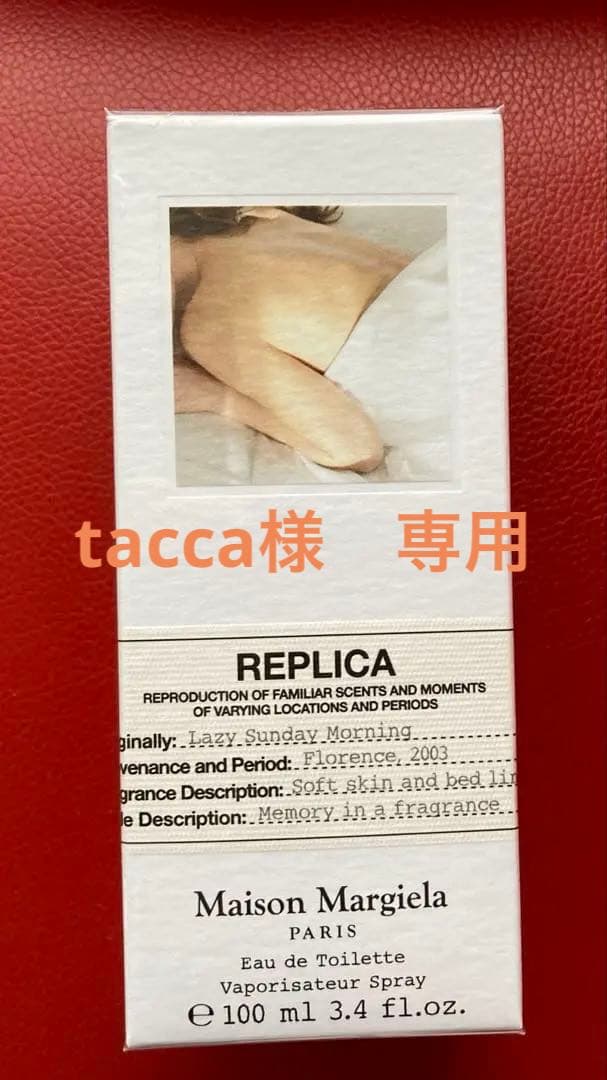 tacca様　専用
REPLICA
REPRODUCTION OF FAMILIAR SCENTS AND MOMENTS
OF VARYING LOCATIONS AND PERIODS
ginally: Lazy Sunday Morning
venance and Period: Florence, 2003
grance Description: Soft skin and bed lin
le Description: Memory in a fragrance
Maison Margiela
PARIS
Eau de Toilette
Vaporisateur Spray
℮ 100 ml 3.4 fl.oz.